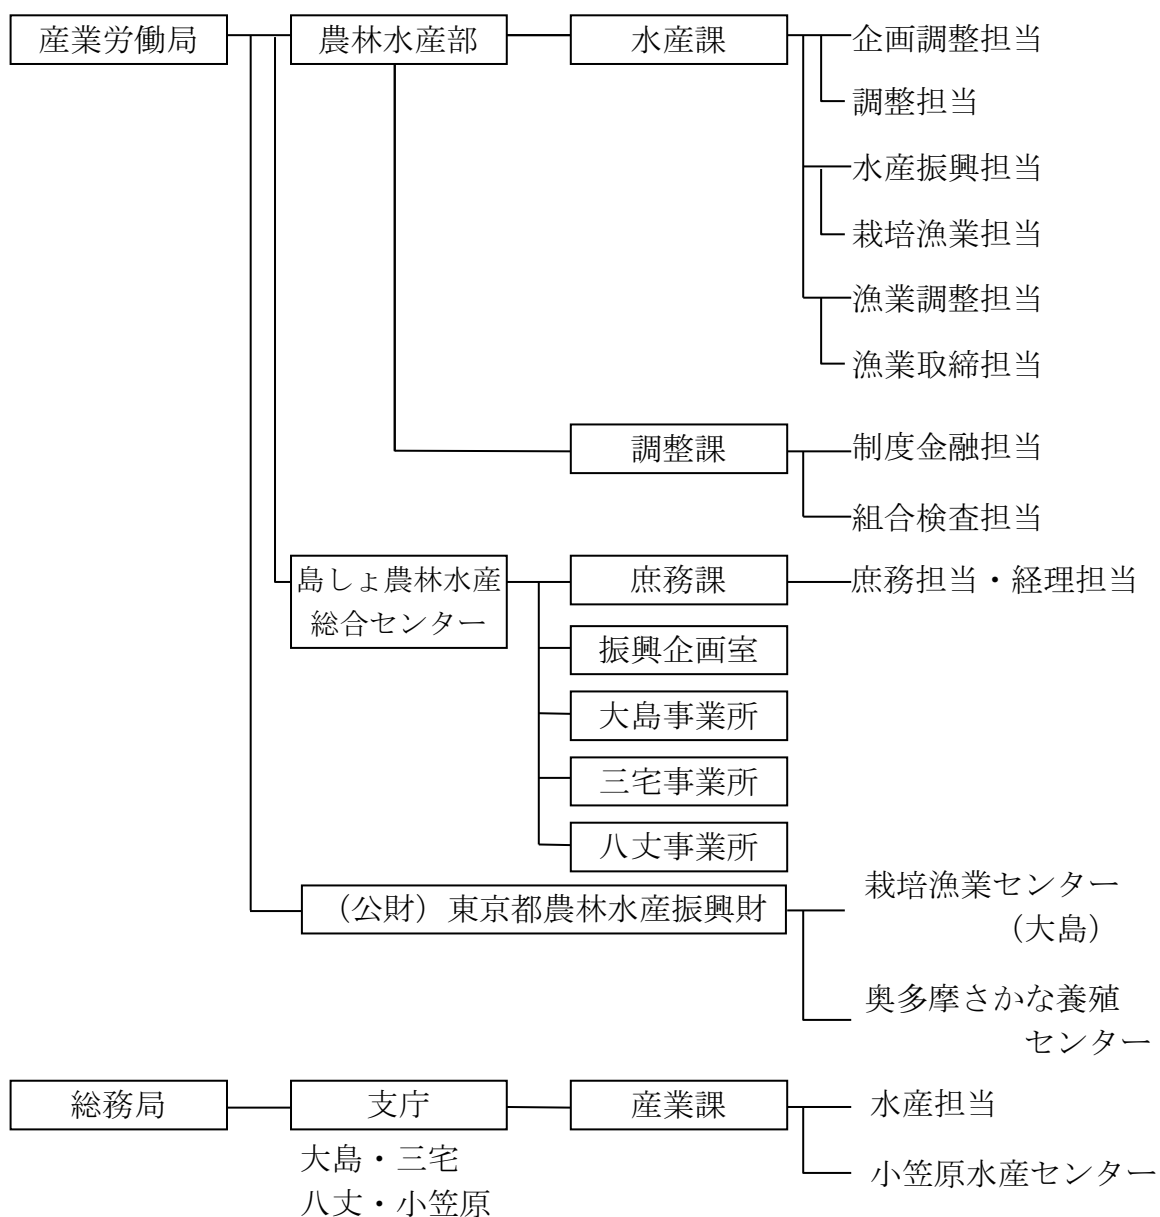 産業労働局
農林水産部
水産課
企画調整担当
調整担当
水産振興担当
栽培漁業担当
漁業調整担当
漁業取締担当
調整課
制度金融担当
組合検査担当
島しょ農林水産
総合センター
庶務課
庶務担当・経理担当
振興企画室
大島事業所
三宅事業所
八丈事業所
（公財）東京都農林水産振興財
栽培漁業センター
（大島）
奥多摩さかな養殖
センター
総務局
支庁
産業課
水産担当
大島・三宅
八丈・小笠原
小笠原水産センター